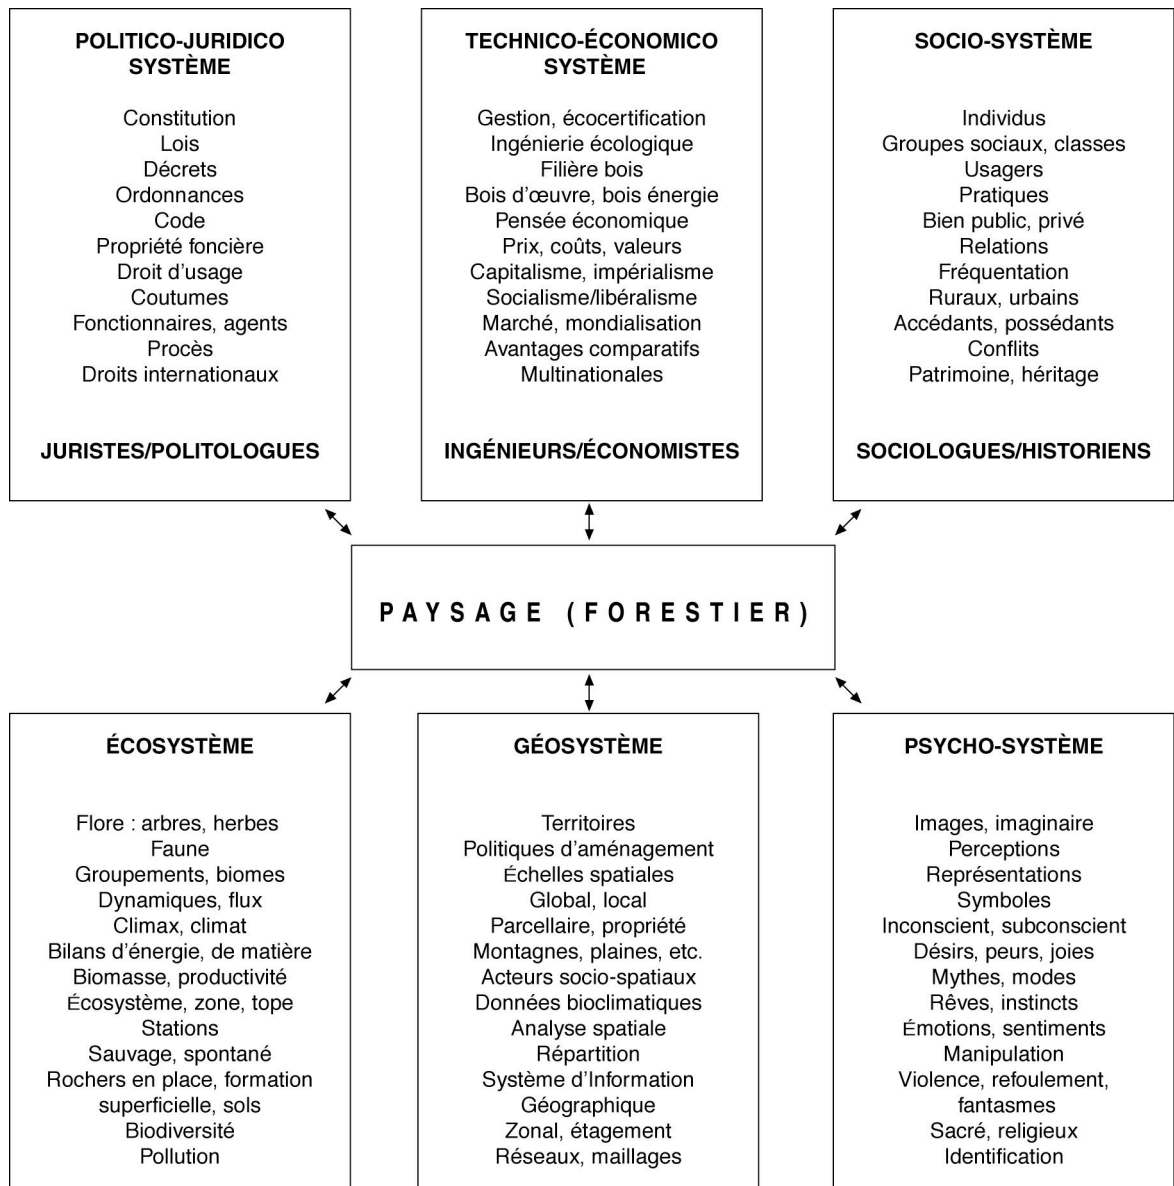 POLITICO-JURIDICO
SYSTÈME
Constitution
Lois
Décrets
Ordonnances
Code
Propriété foncière
Droit d'usage
Coutumes
Fonctionnaires, agents
Procès
Droits internationaux
JURISTES/POLITOLOGUES
TECHNICO-ÉCONOMICO
SYSTÈME
Gestion, écocertification
Ingénierie écologique
Filière bois
Bois d'œuvre, bois énergie
Pensée économique
Prix, coûts, valeurs
Capitalisme, impérialisme
Socialisme/libéralisme
Marché, mondialisation
Avantages comparatifs
Multinationales
INGÉNIEURS/ÉCONOMISTES
SOCIO-SYSTÈME
Individus
Groupes sociaux, classes
Usagers
Pratiques
Bien public, privé
Relations
Fréquentation
Ruraux, urbains
Accédants, possédants
Conflits
Patrimoine, héritage
SOCIOLOGUES/HISTORIENS
PAYSAGE (FORESTIER)
ÉCOSYSTÈME
Flore : arbres, herbes
Faune
Groupements, biomes
Dynamiques, flux
Climax, climat
Bilans d'énergie, de matière
Biomasse, productivité
Écosystème, zone, tope
Stations
Sauvage, spontané
Rochers en place, formation
superficielle, sols
Biodiversité
Pollution
GÉOSYSTÈME
Territoires
Politiques d'aménagement
Échelles spatiales
Global, local
Parcellaire, propriété
Montagnes, plaines, etc.
Acteurs socio-spatiaux
Données bioclimatiques
Analyse spatiale
Répartition
Système d'Information
Géographique
Zonal, étagement
Réseaux, maillages
PSYCHO-SYSTÈME
Images, imaginaire
Perceptions
Représentations
Symboles
Inconscient, subconscient
Désirs, peurs, joies
Mythes, modes
Rêves, instincts
Émotions, sentiments
Manipulation
Violence, refoulement,
fantasmes
Sacré, religieux
Identification